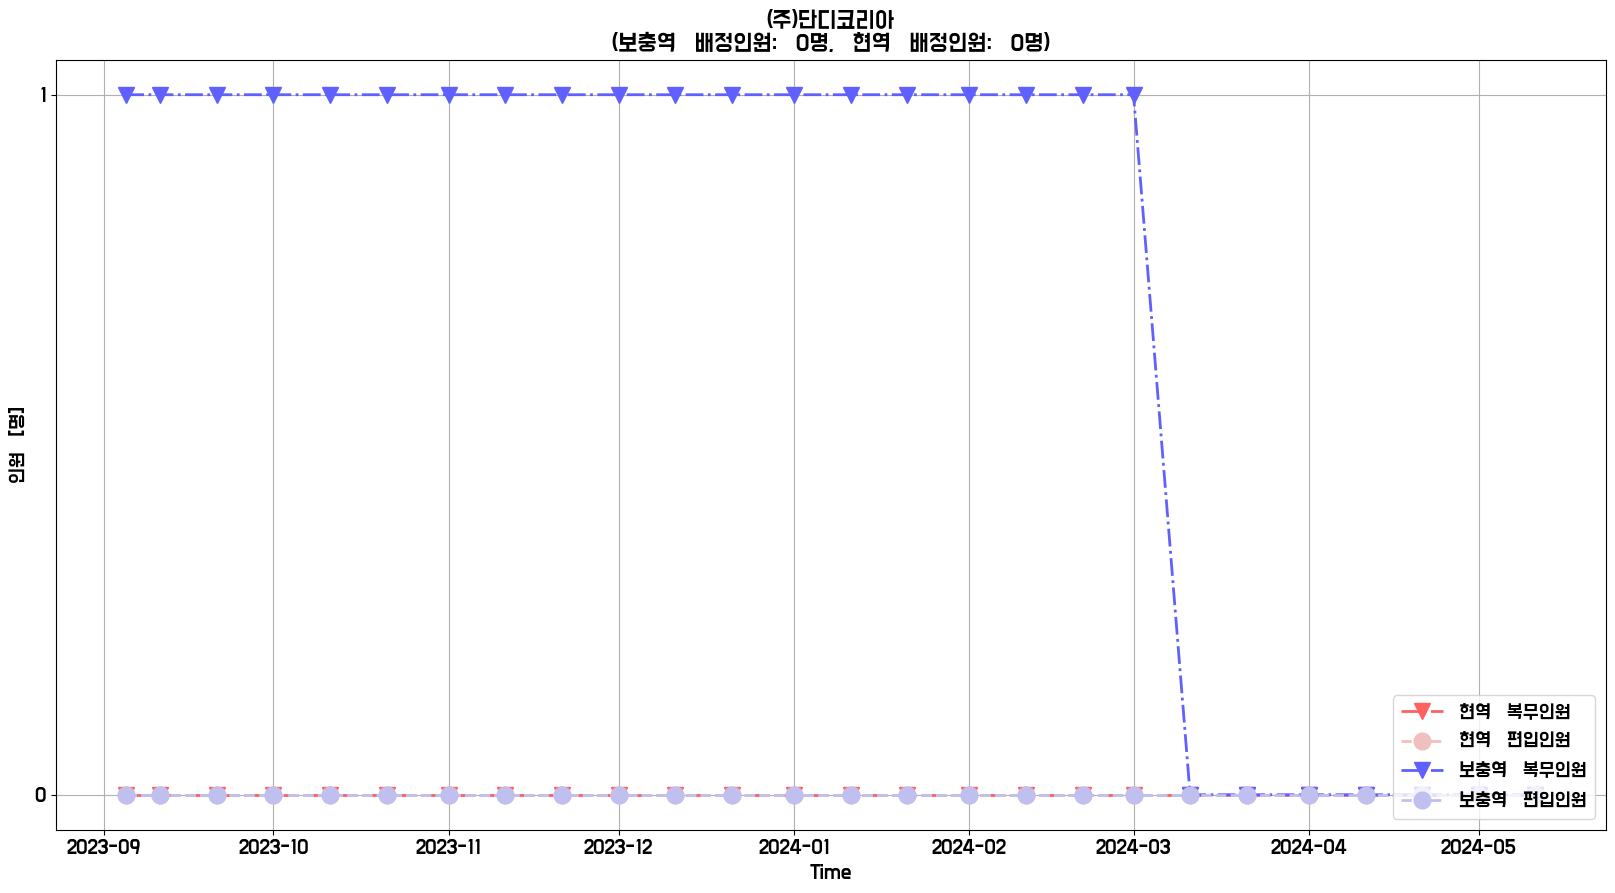 (주)단디코리아
(보충역 배정인원: 0명, 현역 배정인원: 0명)
1
0
인원 [명]
2023-09 2023-10 2023-11 2023-12 2024-01 2024-02 2024-03 2024-04 2024-05
Time
현역 복무인원
현역 편입인원
보충역 복무인원
보충역 편입인원